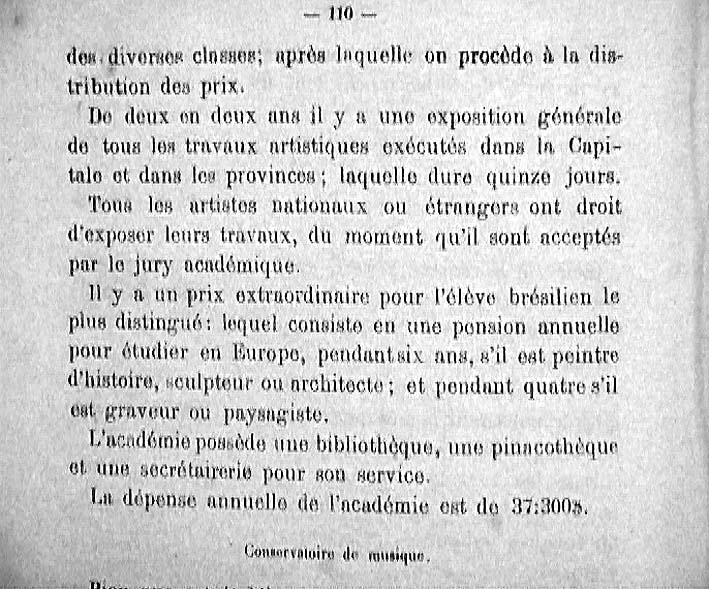 — 110 —
des diverses classes; après laquelle on procède à la dis-
tribution des prix.
De deux en deux ans il y a une exposition générale
de tous les travaux artistiques exécutés dans la Capi-
tale et dans les provinces; laquelle dure quinze jours.
Tous les artistes nationaux ou étrangers ont droit
d'exposer leurs travaux, du moment qu'il sont acceptés
par le jury académique.
Il y a un prix extraordinaire pour l'élève brésilien le
plus distingué: lequel consiste en une pension annuelle
pour étudier en Europe, pendant six ans, s'il est peintre
d'histoire, sculpteur ou architecte; et pendant quatre s'il
est graveur ou paysagiste.
L'académie possède une bibliothèque, une pinacothèque
et une secrétairerie pour son service.
La dépense annuelle de l'académie est de 37:300$.
Conservatoire de musique.